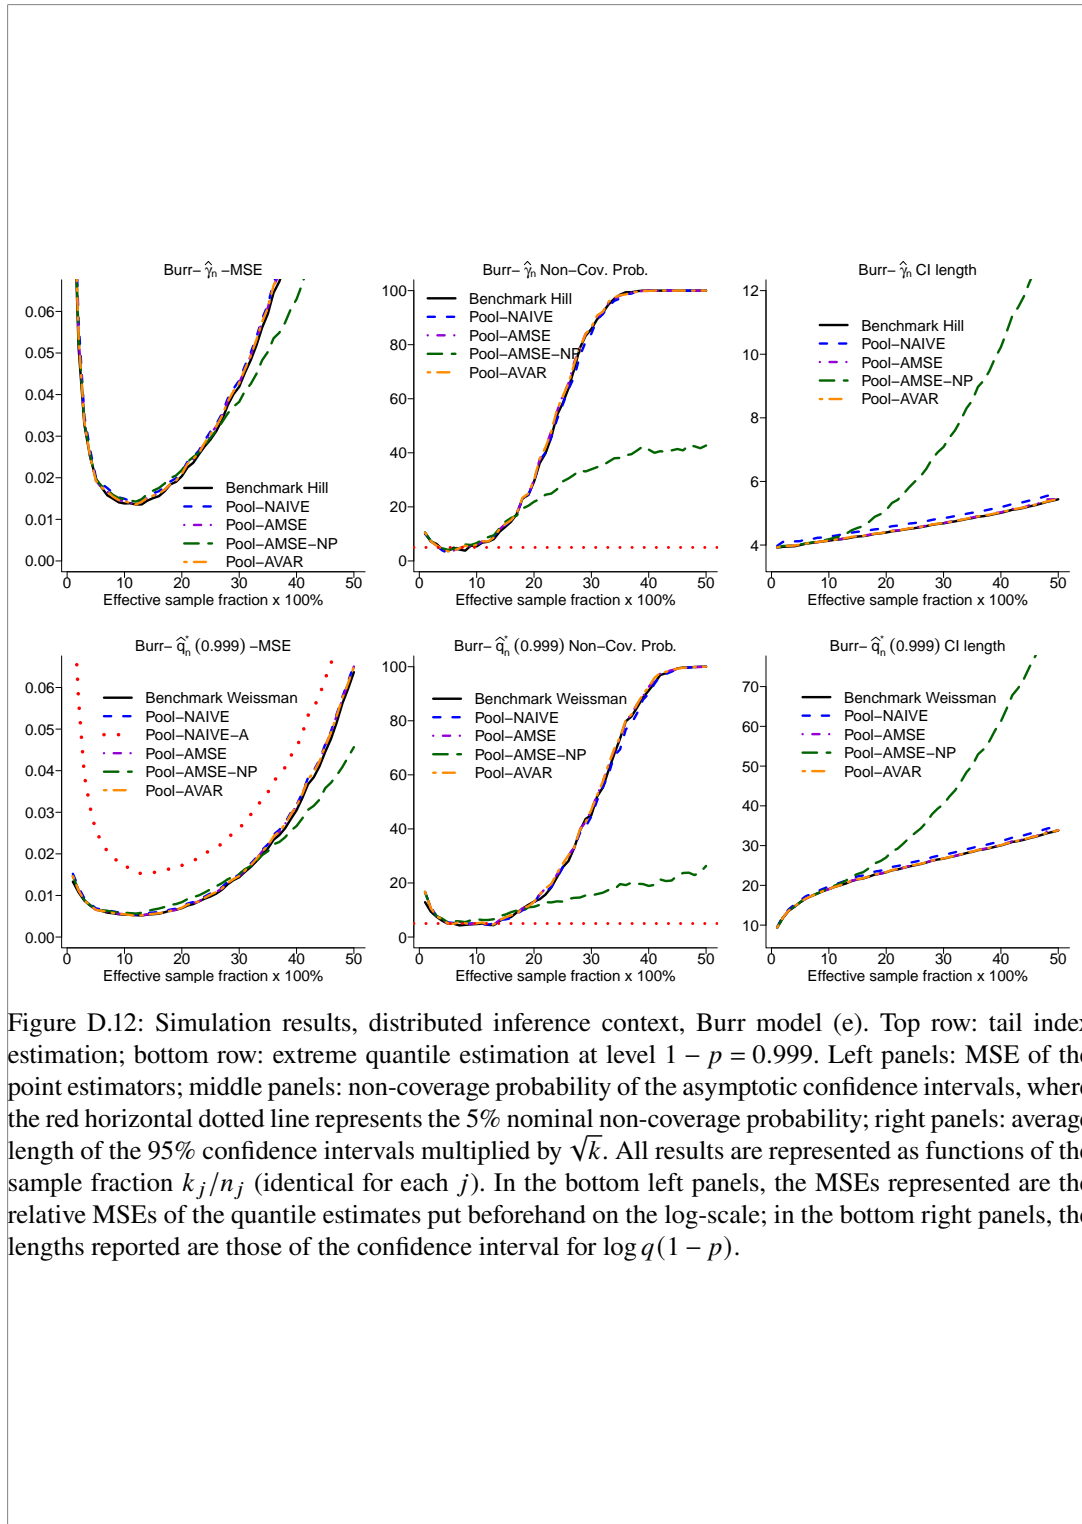 Burr− γ̂n −MSE
0.06
0.05
0.04
0.03
0.02
0.01
0.00
Benchmark Hill
Pool−NAIVE
Pool−AMSE
Pool−AMSE−NP
Pool−AVAR
0 10 20 30 40 50
Effective sample fraction x 100%
Burr− γ̂n Non−Cov. Prob.
100
80
60
40
20
0
Benchmark Hill
Pool−NAIVE
Pool−AMSE
Pool−AMSE−NP
Pool−AVAR
0 10 20 30 40 50
Effective sample fraction x 100%
Burr− γ̂n CI length
12
10
8
6
4
Benchmark Hill
Pool−NAIVE
Pool−AMSE
Pool−AMSE−NP
Pool−AVAR
0 10 20 30 40 50
Effective sample fraction x 100%
Burr− q̂*n (0.999) −MSE
0.06
0.05
0.04
0.03
0.02
0.01
0.00
Benchmark Weissman
Pool−NAIVE
Pool−NAIVE−A
Pool−AMSE
Pool−AMSE−NP
Pool−AVAR
0 10 20 30 40 50
Effective sample fraction x 100%
Burr− q̂*n (0.999) Non−Cov. Prob.
100
80
60
40
20
0
Benchmark Weissman
Pool−NAIVE
Pool−AMSE
Pool−AMSE−NP
Pool−AVAR
0 10 20 30 40 50
Effective sample fraction x 100%
Burr− q̂*n (0.999) CI length
70
60
50
40
30
20
10
Benchmark Weissman
Pool−NAIVE
Pool−AMSE
Pool−AMSE−NP
Pool−AVAR
0 10 20 30 40 50
Effective sample fraction x 100%
Figure D.12: Simulation results, distributed inference context, Burr model (e). Top row: tail index
estimation; bottom row: extreme quantile estimation at level 1 − p = 0.999. Left panels: MSE of the
point estimators; middle panels: non-coverage probability of the asymptotic confidence intervals, where
the red horizontal dotted line represents the 5% nominal non-coverage probability; right panels: average
length of the 95% confidence intervals multiplied by √k. All results are represented as functions of the
sample fraction kj/nj (identical for each j). In the bottom left panels, the MSEs represented are the
relative MSEs of the quantile estimates put beforehand on the log-scale; in the bottom right panels, the
lengths reported are those of the confidence interval for log q(1 − p).